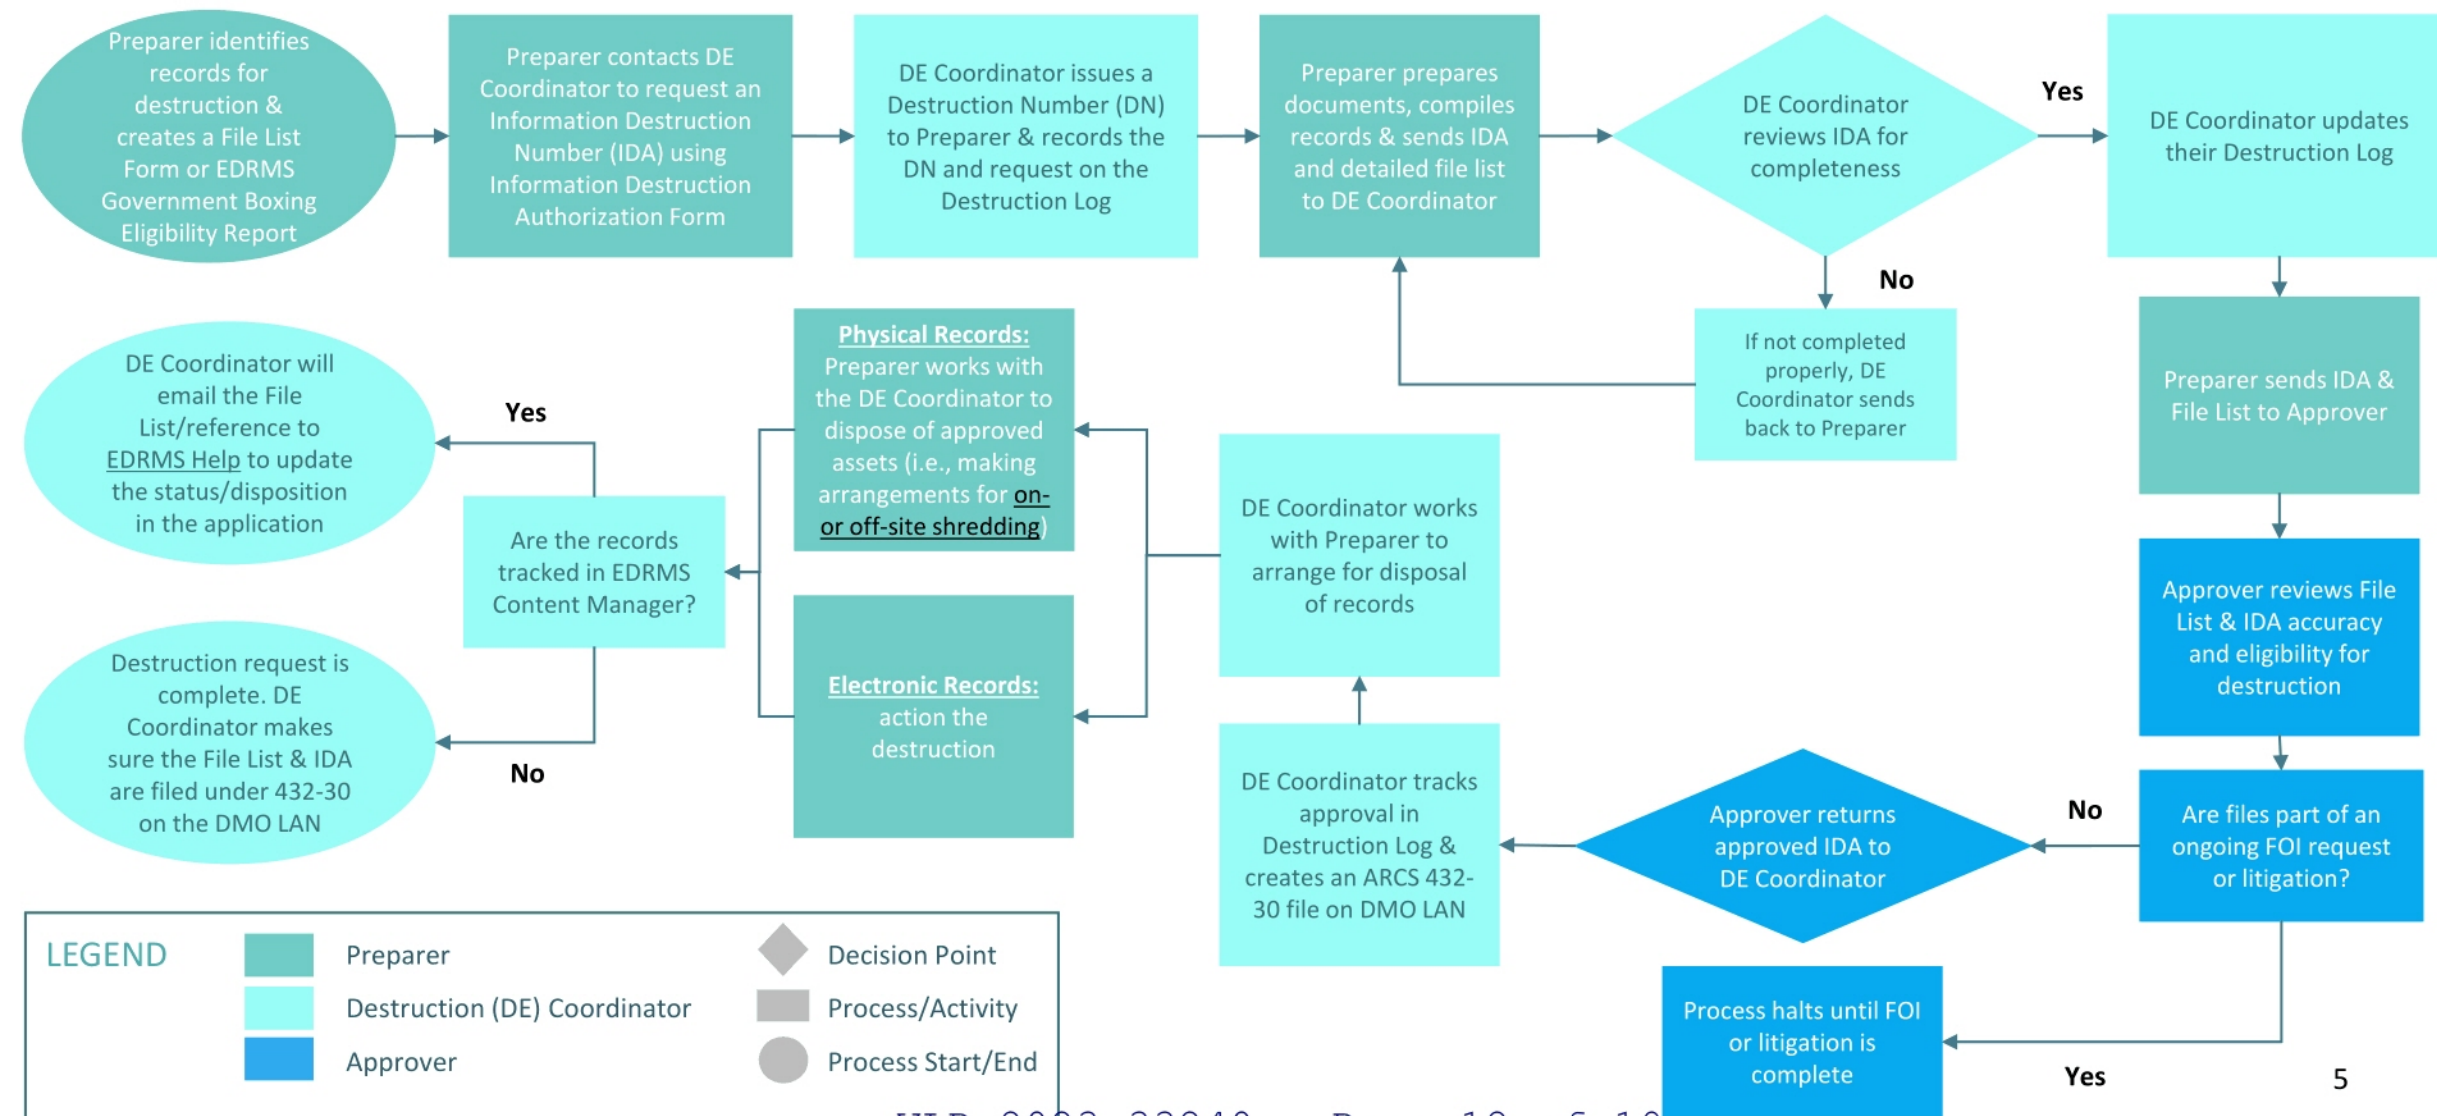 Preparer identifies
records for
destruction &
creates a File List
Form or EDRMS
Government Boxing
Eligibility Report
Preparer contacts DE
Coordinator to request an
Information Destruction
Number (IDA) using
Information Destruction
Authorization Form
DE Coordinator issues a
Destruction Number (DN)
to Preparer & records the
DN and request on the
Destruction Log
Preparer prepares
documents, compiles
records & sends IDA
and detailed file list
to DE Coordinator
DE Coordinator
reviews IDA for
completeness
Yes
DE Coordinator updates
their Destruction Log
No
If not completed
properly, DE
Coordinator sends
back to Preparer
Preparer sends IDA &
File List to Approver
Approver reviews File
List & IDA accuracy
and eligibility for
destruction
Are files part of an
ongoing FOI request
or litigation?
No
Yes
Process halts until FOI
or litigation is
complete
Approver returns
approved IDA to
DE Coordinator
DE Coordinator tracks
approval in
Destruction Log &
creates an ARCS 432-
30 file on DMO LAN
DE Coordinator works
with Preparer to
arrange for disposal
of records
Physical Records:
Preparer works with
the DE Coordinator to
dispose of approved
assets (i.e., making
arrangements for on-
or off-site shredding)
Electronic Records:
action the
destruction
Are the records
tracked in EDRMS
Content Manager?
Yes
DE Coordinator will
email the File
List/reference to
EDRMS Help to update
the status/disposition
in the application
No
Destruction request is
complete. DE
Coordinator makes
sure the File List & IDA
are filed under 432-30
on the DMO LAN
LEGEND
Preparer
Destruction (DE) Coordinator
Approver
Decision Point
Process/Activity
Process Start/End
5